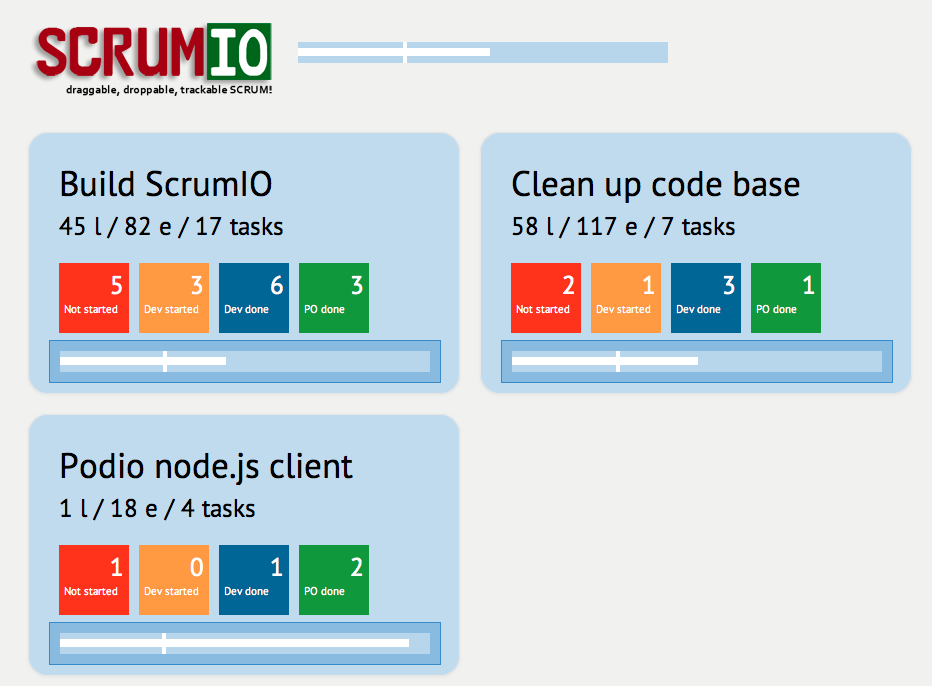 SCRUMIO
draggable, droppable, trackable SCRUM!
Build ScrumIO
45 l / 82 e / 17 tasks
5 3 6 3
Not started Dev started Dev done PO done
Clean up code base
58 l / 117 e / 7 tasks
2 1 3 1
Not started Dev started Dev done PO done
Podio node.js client
1 l / 18 e / 4 tasks
1 0 1 2
Not started Dev started Dev done PO done